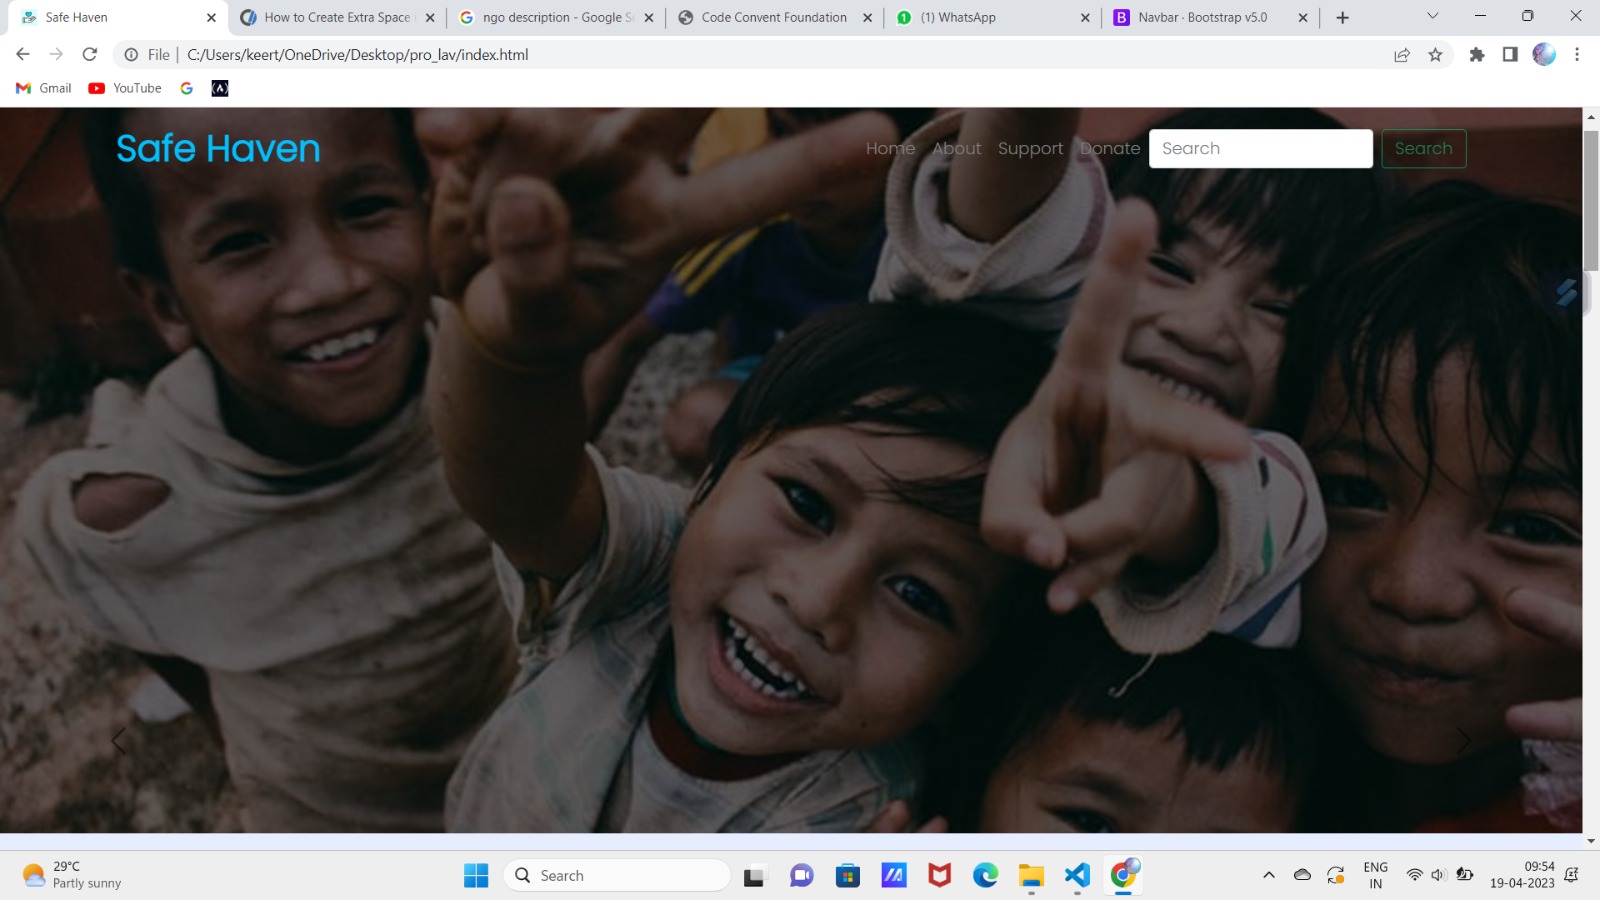 Safe Haven
How to Create Extra Space i
ngo description - Google Se
Code Convent Foundation
(1) WhatsApp
Navbar · Bootstrap v5.0
File
C:/Users/keert/OneDrive/Desktop/pro_lav/index.html
Gmail
YouTube
Safe Haven
Home About Support Donate Search Search
29°C
Partly sunny
Search
ENG
IN
09:54
19-04-2023